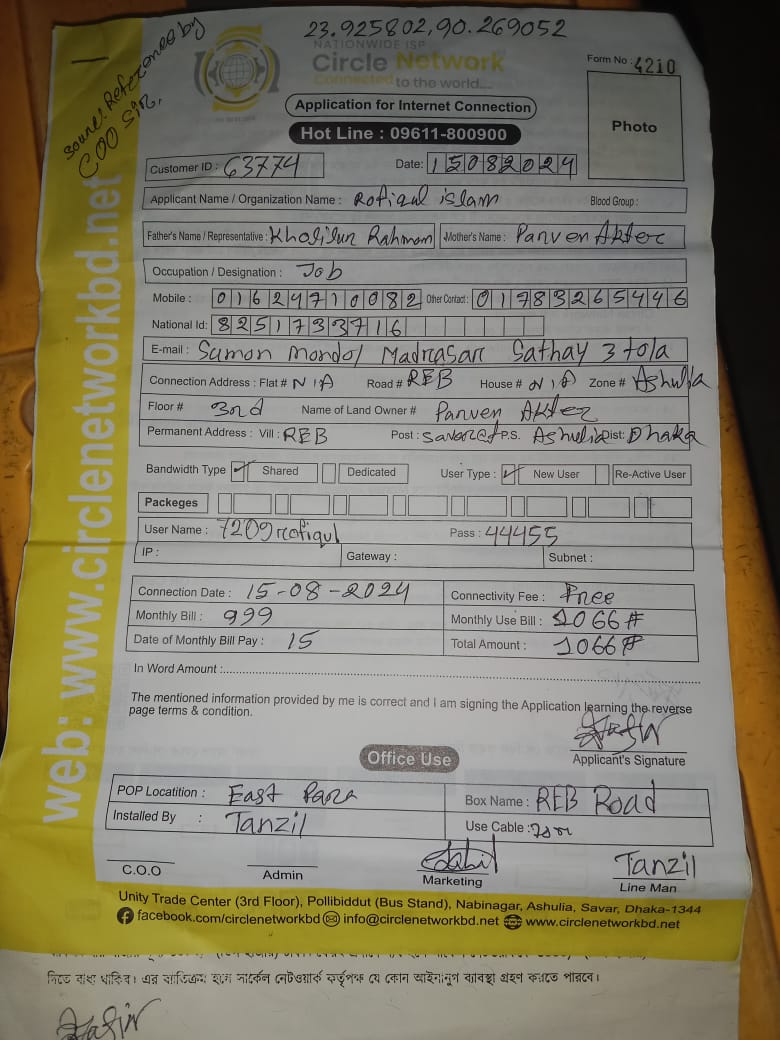 23.925802,90.269052
NATIONWIDE ISP
Circle Network
Connected to the world....
Form No : 4210
Sourse: Referenced by
COO Sir.
Application for Internet Connection
Photo
Hot Line : 09611-800900
Customer ID : 63774 Date: 15082024
Applicant Name / Organization Name : Rofiqul islam Blood Group :
Father's Name / Representative : Kholilur Rahman Mother's Name : Parven Akter
Occupation / Designation : Job
Mobile : 01624710082 Other Contact : 01783265446
National Id: 8251733716
E-mail : Sumon mondol Madrasar Sathay 3 tola
Connection Address : Flat # N/A Road # REB House # N/A Zone # Ashulia
Floor # 3rd Name of Land Owner # Parven Akter
Permanent Address : Vill : REB Post : P.S. Ashulia Dist: Dhaka
Bandwidth Type Shared Dedicated User Type : New User Re-Active User
Packeges
User Name : 7209rofiqul Pass : 44455
IP : Gateway : Subnet :
Connection Date : 15-08-2024 Connectivity Fee : Free
Monthly Bill : 999 Monthly Use Bill : 1066#
Date of Monthly Bill Pay : 15 Total Amount : 1066#
In Word Amount :
The mentioned information provided by me is correct and I am signing the Application learning the reverse
page terms & condition.
Applicant's Signature
Office Use
POP Locatition : East Para Box Name : REB Road
Installed By : Tanzil Use Cable :
C.O.O Admin Marketing Tanzil
Line Man
Unity Trade Center (3rd Floor), Pollibiddut (Bus Stand), Nabinagar, Ashulia, Savar, Dhaka-1344
facebook.com/circlenetworkbd info@circlenetworkbd.net www.circlenetworkbd.net
web: www.circlenetworkbd.net
দিতে বাধ্য থাকিব। এর ব্যতিক্রম হলে সার্কেল নেটওয়ার্ক কর্তৃপক্ষ যে কোন আইনানুগ ব্যবস্থা গ্রহণ করতে পারবে।